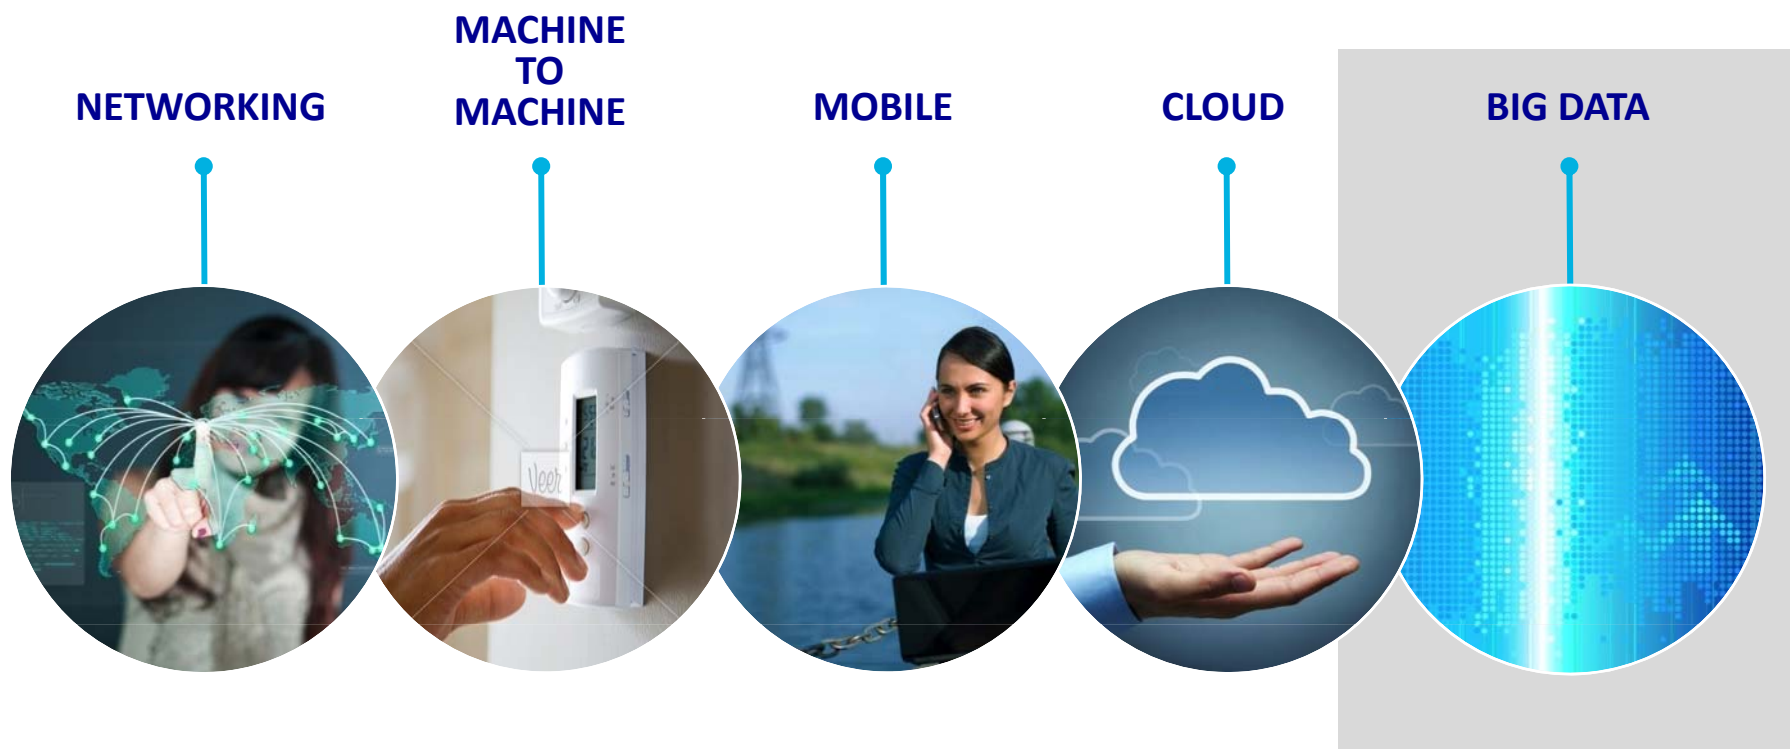 NETWORKING
MACHINE
TO
MACHINE
MOBILE
CLOUD
BIG DATA
Veer